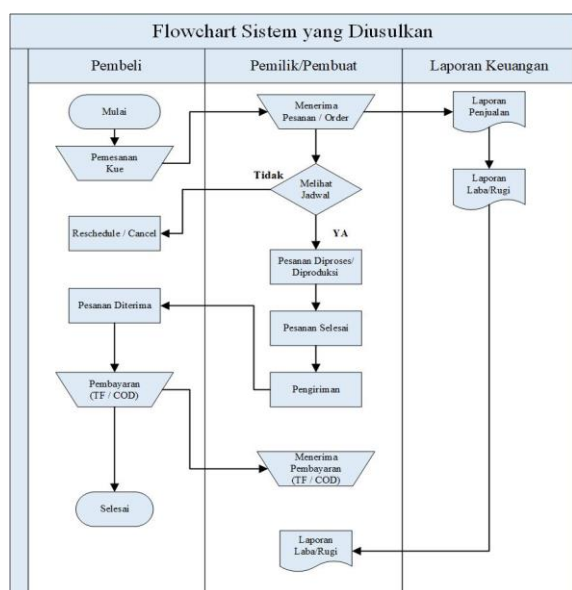 Flowchart Sistem yang Diusulkan
Pembeli
Pemilik/Pembuat
Laporan Keuangan
Mulai
Menerima
Pesanan / Order
Laporan
Penjualan
Pemesanan
Kue
Tidak
Melihat
Jadwal
Laporan
Laba/Rugi
Reschedule / Cancel
YA
Pesanan Diproses/
Diproduksi
Pesanan Diterima
Pesanan Selesai
Pembayaran
(TF / COD)
Pengiriman
Menerima
Pembayaran
(TF / COD)
Selesai
Laporan
Laba/Rugi